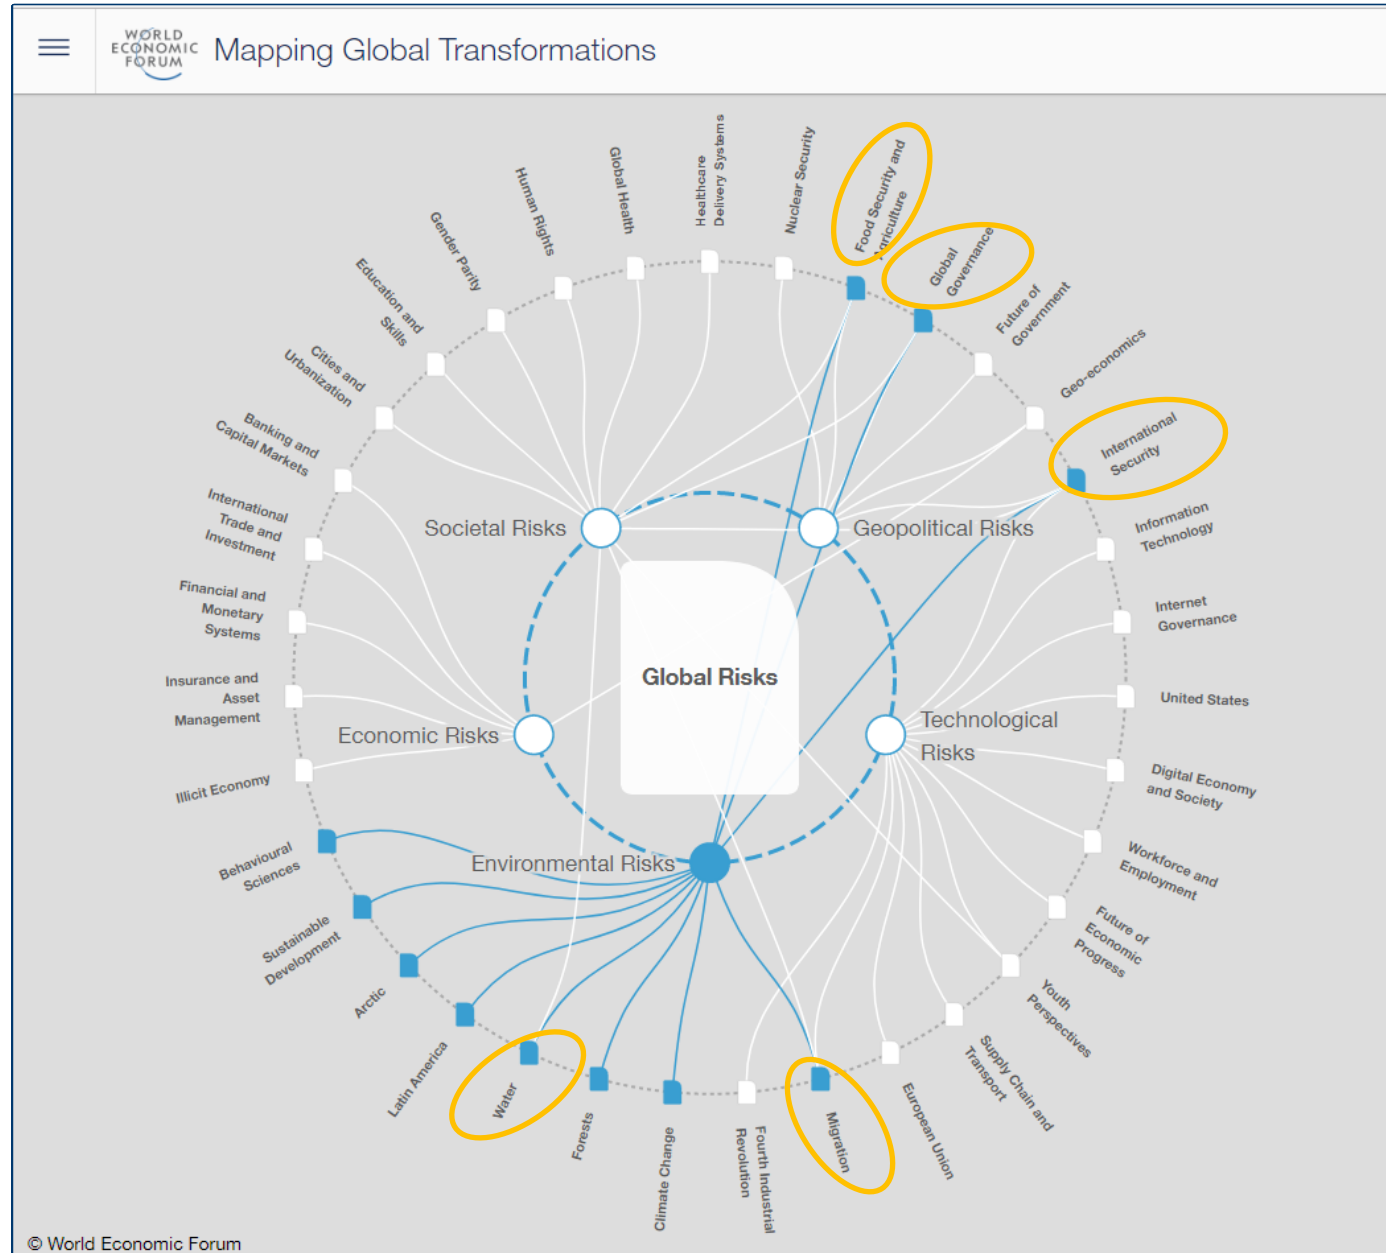 WORLD
ECONOMIC
FORUM
Mapping Global Transformations
Healthcare
Delivery Systems
Nuclear Security
Food Security and
Agriculture
Global
Governance
Future of
Government
Geo-economics
International
Security
Information
Technology
Internet
Governance
United States
Digital Economy
and Society
Workforce and
Employment
Future of
Economic
Progress
Youth
Perspectives
Supply Chain and
Transport
European Union
Migration
Fourth Industrial
Revolution
Climate Change
Forests
Water
Latin America
Arctic
Sustainable
Development
Behavioural
Sciences
Illicit Economy
Insurance and
Asset
Management
Financial and
Monetary
Systems
International
Trade and
Investment
Banking and
Capital Markets
Cities and
Urbanization
Education and
Skills
Gender Parity
Human Rights
Global Health
Societal Risks
Geopolitical Risks
Global Risks
Economic Risks
Technological
Risks
Environmental Risks
© World Economic Forum